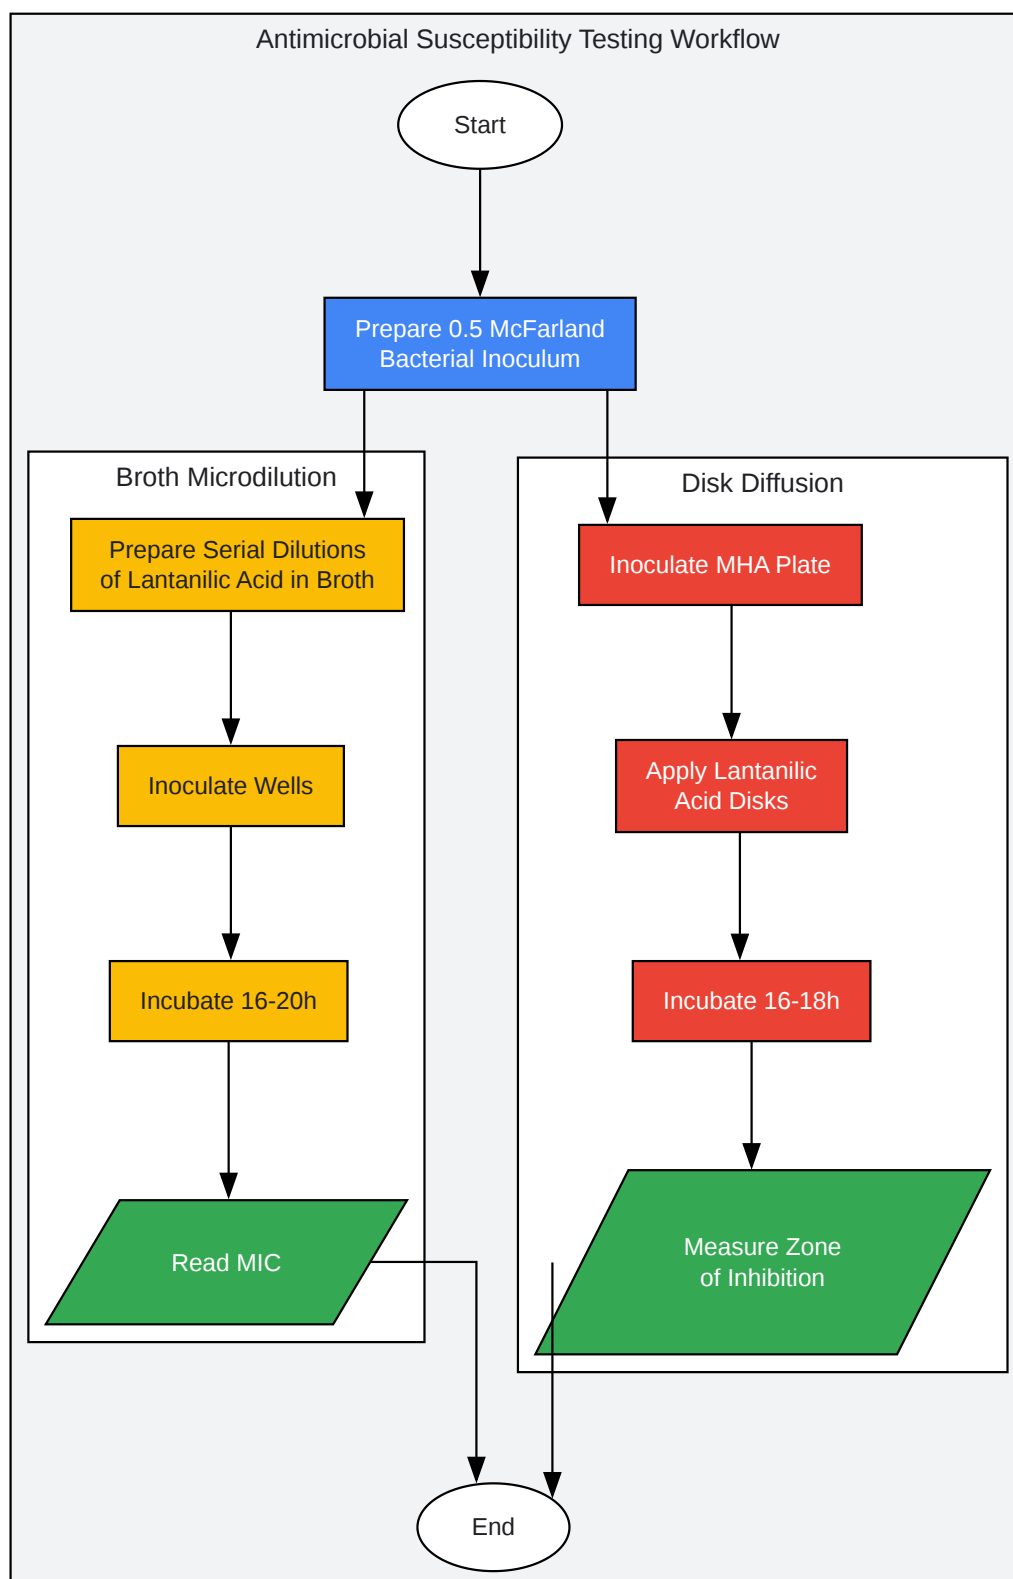 Antimicrobial Susceptibility Testing Workflow
Start
Prepare 0.5 McFarland
Bacterial Inoculum
Broth Microdilution
Prepare Serial Dilutions
of Lantanilic Acid in Broth
Inoculate Wells
Incubate 16-20h
Read MIC
Disk Diffusion
Inoculate MHA Plate
Apply Lantanilic
Acid Disks
Incubate 16-18h
Measure Zone
of Inhibition
End